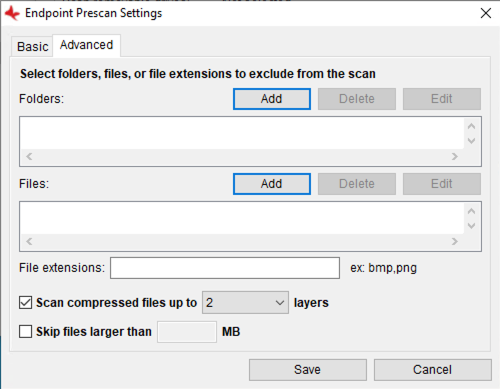 Endpoint Prescan Settings
Basic Advanced
Select folders, files, or file extensions to exclude from the scan
Folders: Add Delete Edit
Files: Add Delete Edit
File extensions: ex: bmp,png
Scan compressed files up to 2 layers
Skip files larger than MB
Save Cancel